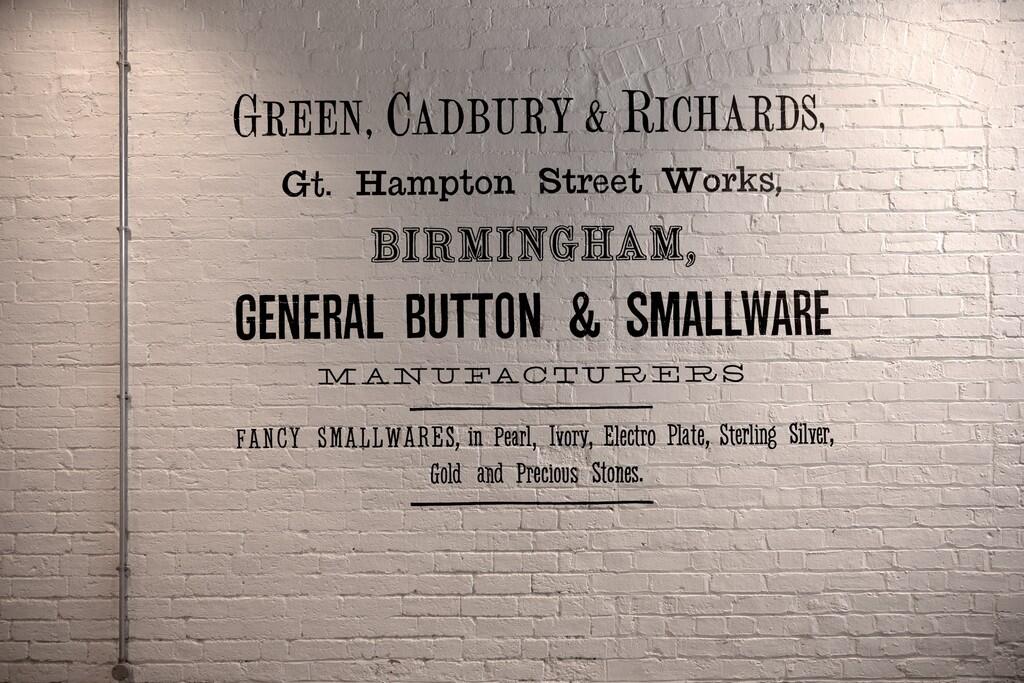 GREEN, CADBURY & RICHARDS,
Gt. Hampton Street Works,
BIRMINGHAM,
GENERAL BUTTON & SMALLWARE
MANUFACTURERS
FANCY SMALLWARES, in Pearl, Ivory, Electro Plate, Sterling Silver,
Gold and Precious Stones.